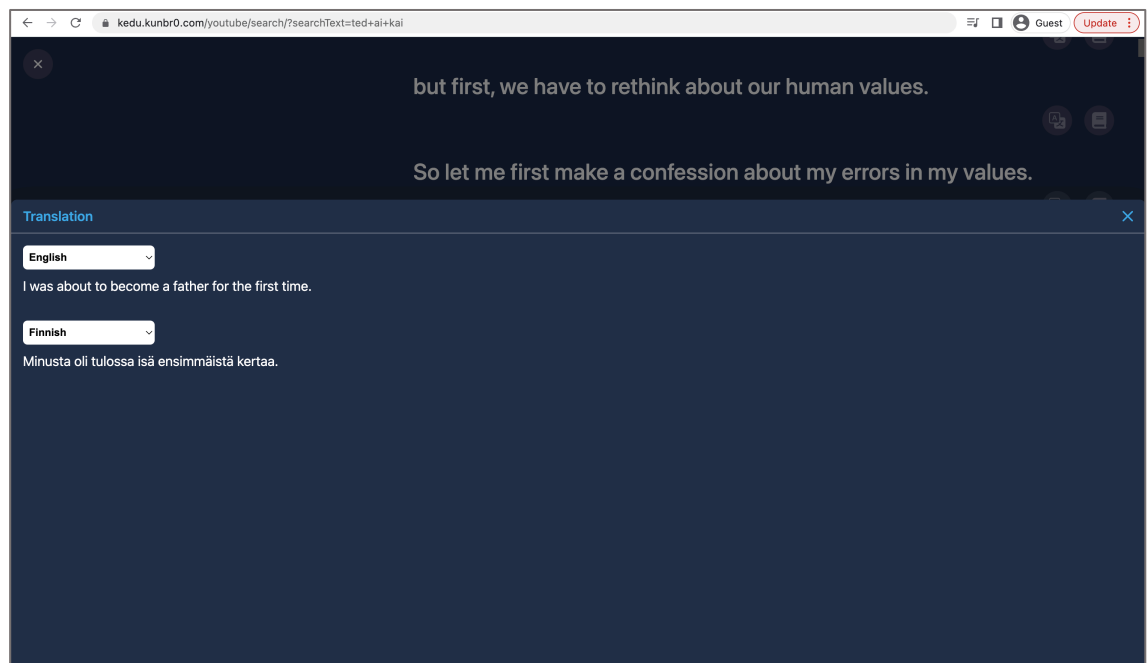 kedu.kunbr0.com/youtube/search/?searchText=ted+ai+kai
Guest
Update
but first, we have to rethink about our human values.
So let me first make a confession about my errors in my values.
Translation
English
I was about to become a father for the first time.
Finnish
Minusta oli tulossa isä ensimmäistä kertaa.